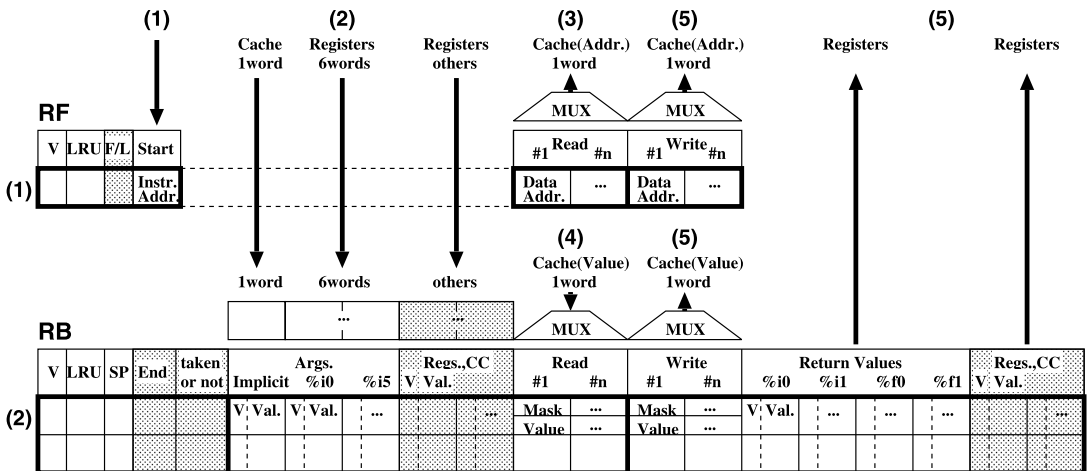 (1) (2) (3) (5) (5)
Cache Registers Registers Cache(Addr.) Cache(Addr.) Registers Registers
1word 6words others 1word 1word
RF MUX MUX
V LRU F/L Start #1 Read #n #1 Write #n
(1) Instr. Addr. Data Addr. ... Data Addr. ...
(4) (5)
Cache(Value) Cache(Value)
1word 6words others 1word 1word
... ...
RB MUX MUX
V LRU SP End taken or not Args. Regs.,CC Read Write Return Values Regs.,CC
Implicit %i0 %i5 V Val. #1 #n #1 #n %i0 %i1 %f0 %f1 V Val.
(2) V Val. V Val. ... ... Mask ... Mask ... V Val. ... ... ... ...
Value ... Value ...